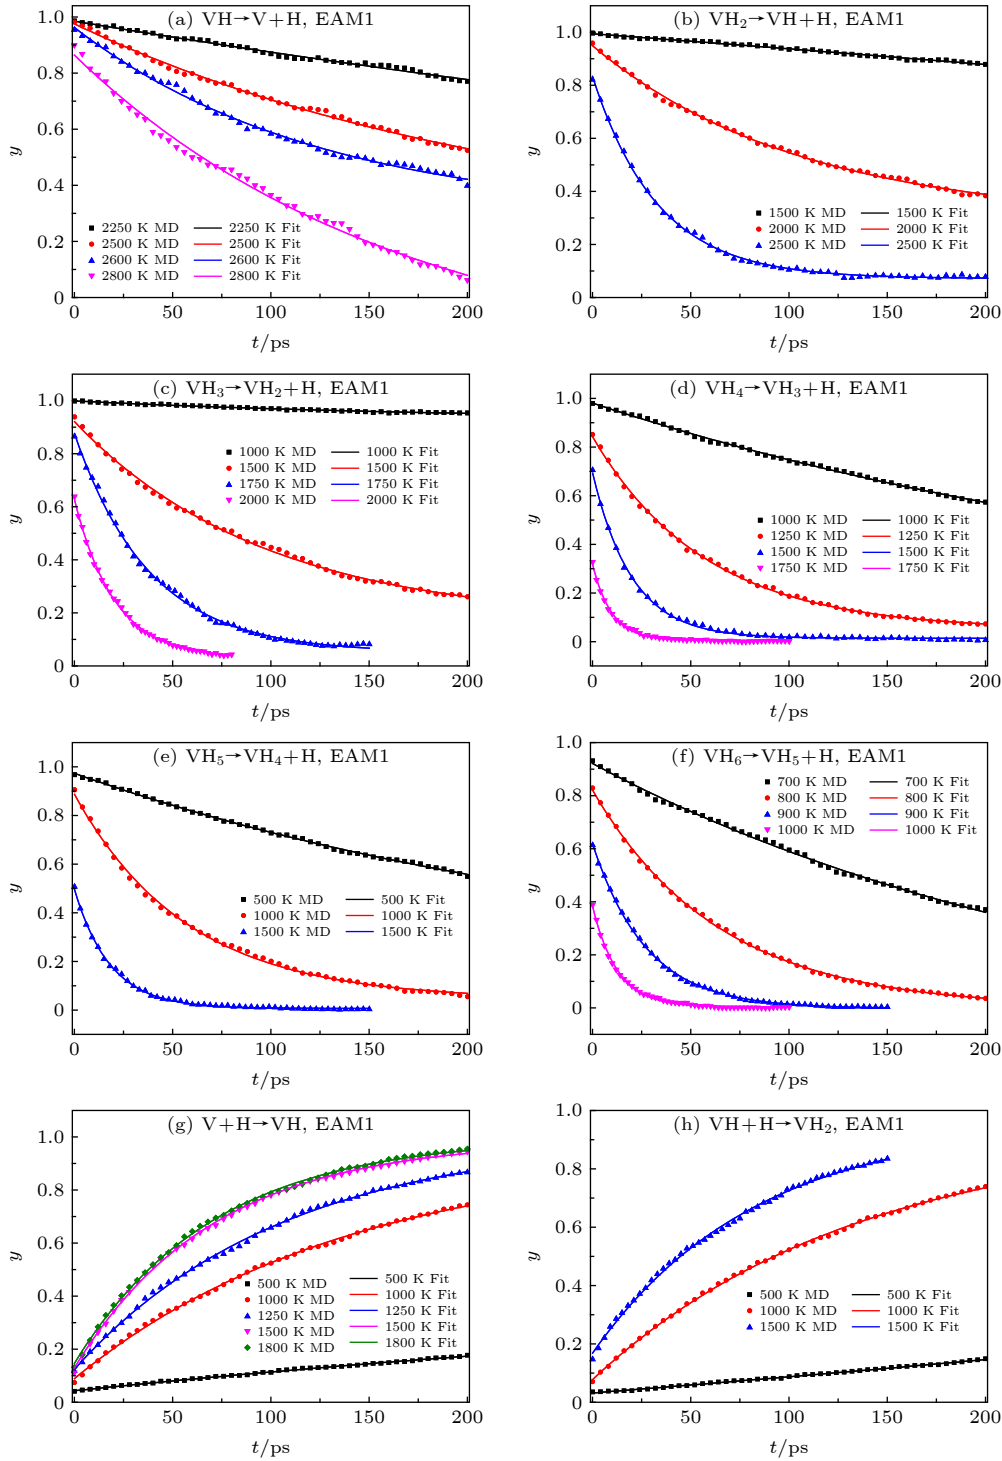 (a) VH→V+H, EAM1
1.0
0.8
0.6
0.4
0.2
0
y
2250 K MD 2250 K Fit
2500 K MD 2500 K Fit
2600 K MD 2600 K Fit
2800 K MD 2800 K Fit
0 50 100 150 200
t/ps
(b) VH₂→VH+H, EAM1
1.0
0.8
0.6
0.4
0.2
0
y
1500 K MD 1500 K Fit
2000 K MD 2000 K Fit
2500 K MD 2500 K Fit
0 50 100 150 200
t/ps
(c) VH₃→VH₂+H, EAM1
1.0
0.8
0.6
0.4
0.2
0
y
1000 K MD 1000 K Fit
1500 K MD 1500 K Fit
1750 K MD 1750 K Fit
2000 K MD 2000 K Fit
0 50 100 150 200
t/ps
(d) VH₄→VH₃+H, EAM1
1.0
0.8
0.6
0.4
0.2
0
y
1000 K MD 1000 K Fit
1250 K MD 1250 K Fit
1500 K MD 1500 K Fit
1750 K MD 1750 K Fit
0 50 100 150 200
t/ps
(e) VH₅→VH₄+H, EAM1
1.0
0.8
0.6
0.4
0.2
0
y
500 K MD 500 K Fit
1000 K MD 1000 K Fit
1500 K MD 1500 K Fit
0 50 100 150 200
t/ps
(f) VH₆→VH₅+H, EAM1
1.0
0.8
0.6
0.4
0.2
0
y
700 K MD 700 K Fit
800 K MD 800 K Fit
900 K MD 900 K Fit
1000 K MD 1000 K Fit
0 50 100 150 200
t/ps
(g) V+H→VH, EAM1
1.0
0.8
0.6
0.4
0.2
0
y
500 K MD 500 K Fit
1000 K MD 1000 K Fit
1250 K MD 1250 K Fit
1500 K MD 1500 K Fit
1800 K MD 1800 K Fit
0 50 100 150 200
t/ps
(h) VH+H→VH₂, EAM1
1.0
0.8
0.6
0.4
0.2
0
y
500 K MD 500 K Fit
1000 K MD 1000 K Fit
1500 K MD 1500 K Fit
0 50 100 150 200
t/ps